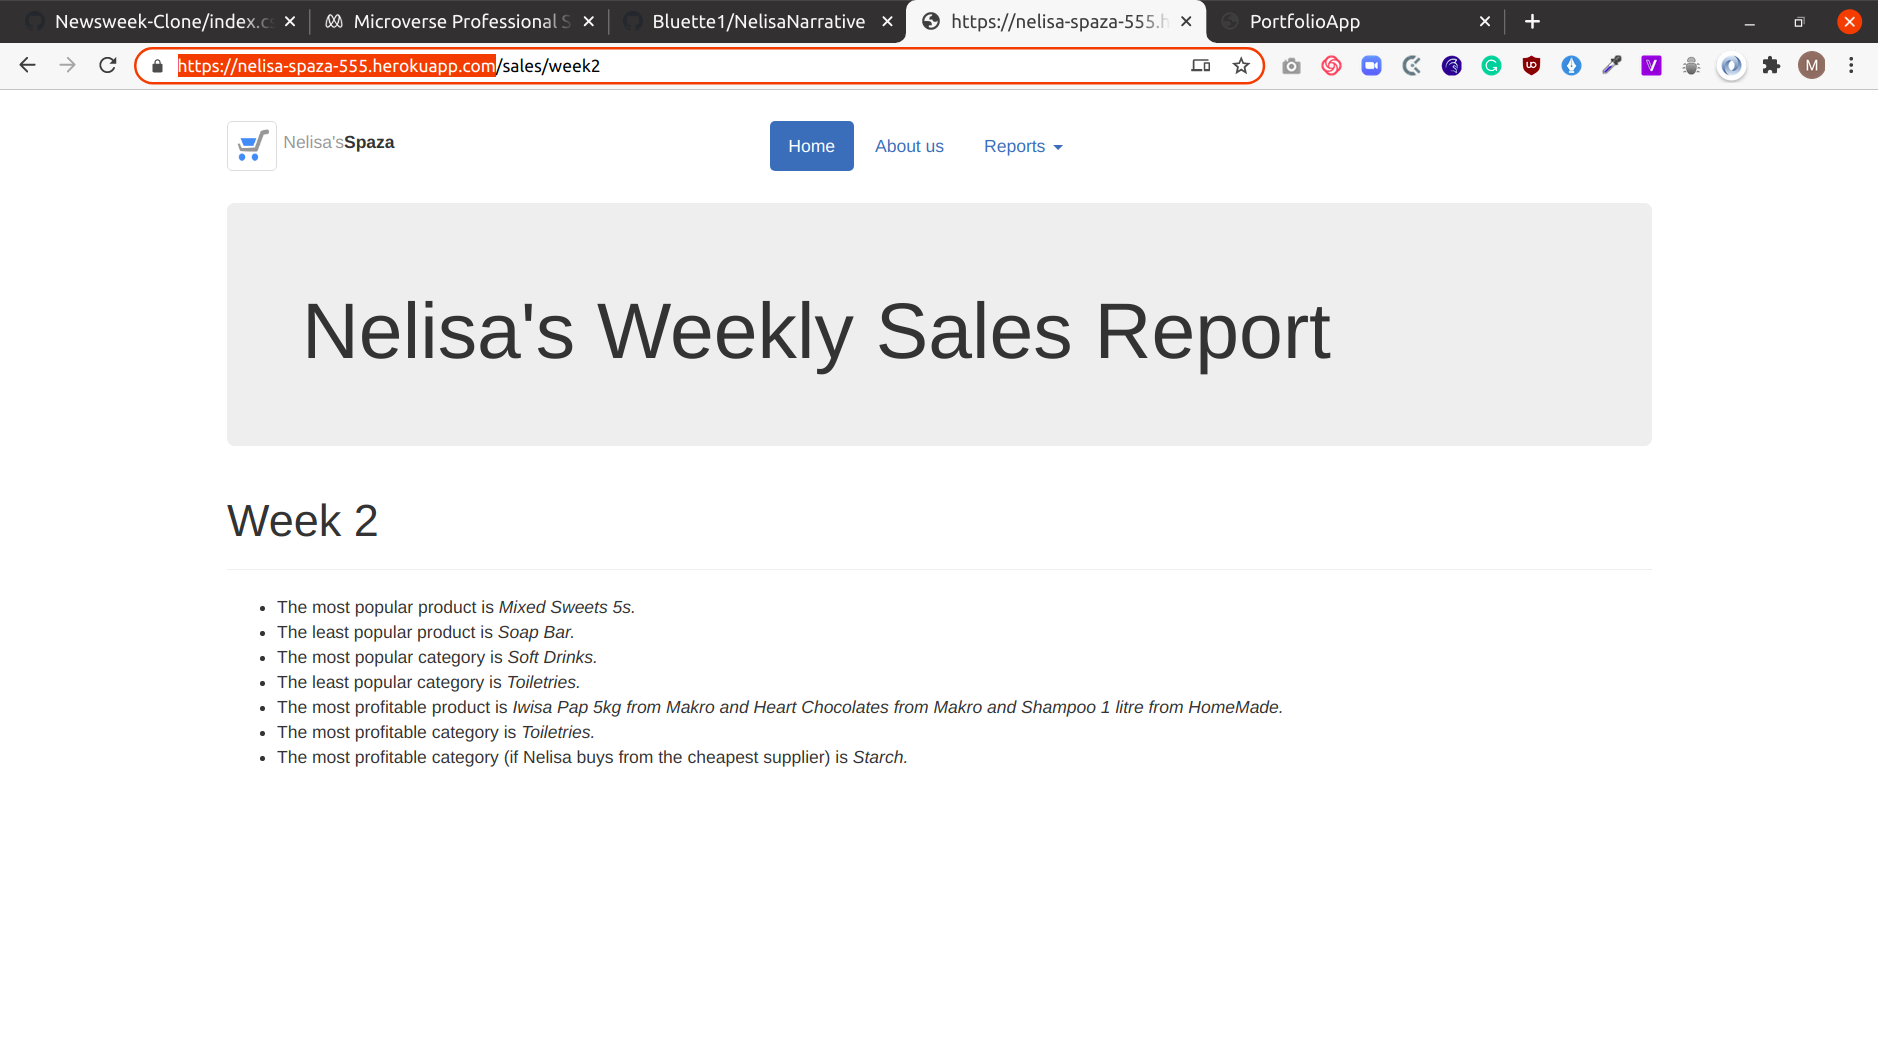 Newsweek-Clone/index.cs
Microverse Professional S
Bluette1/NelisaNarrative
https://nelisa-spaza-555.h
PortfolioApp
https://nelisa-spaza-555.herokuapp.com/sales/week2
M
Nelisa'sSpaza
Home
About us
Reports
Nelisa's Weekly Sales Report
Week 2
• The most popular product is Mixed Sweets 5s.
• The least popular product is Soap Bar.
• The most popular category is Soft Drinks.
• The least popular category is Toiletries.
• The most profitable product is Iwisa Pap 5kg from Makro and Heart Chocolates from Makro and Shampoo 1 litre from HomeMade.
• The most profitable category is Toiletries.
• The most profitable category (if Nelisa buys from the cheapest supplier) is Starch.